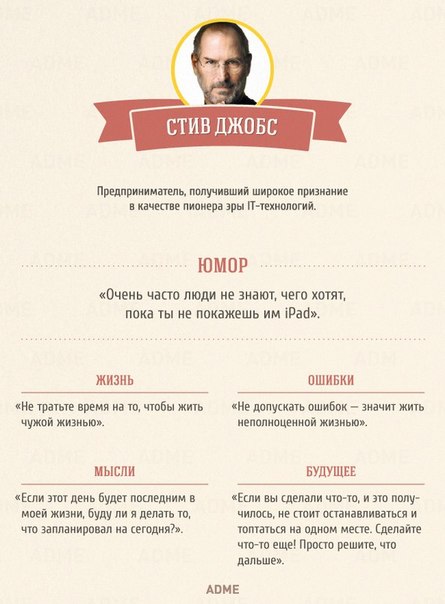 СТИВ ДЖОБС
Предприниматель, получивший широкое признание
в качестве пионера эры IT-технологий.
ЮМОР
«Очень часто люди не знают, чего хотят,
пока ты не покажешь им iPad».
ЖИЗНЬ
«Не тратьте время на то, чтобы жить
чужой жизнью».
ОШИБКИ
«Не допускать ошибок — значит жить
неполноценной жизнью».
МЫСЛИ
«Если этот день будет последним в
моей жизни, буду ли я делать то,
что запланировал на сегодня?».
БУДУЩЕЕ
«Если вы сделали что-то, и это полу-
чилось, не стоит останавливаться и
топтаться на одном месте. Сделайте
что-то еще! Просто решите, что
дальше».
ADME